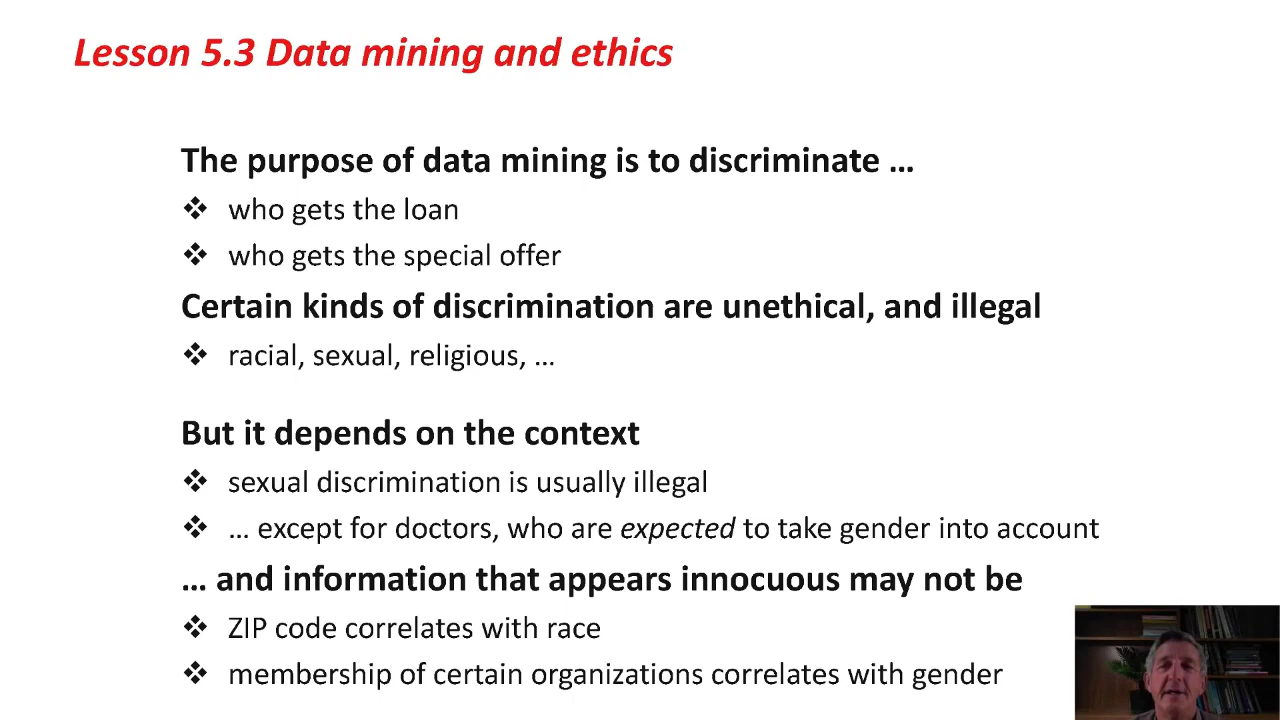 Lesson 5.3 Data mining and ethics
The purpose of data mining is to discriminate …
❖ who gets the loan
❖ who gets the special offer
Certain kinds of discrimination are unethical, and illegal
❖ racial, sexual, religious, …
But it depends on the context
❖ sexual discrimination is usually illegal
❖ … except for doctors, who are expected to take gender into account
… and information that appears innocuous may not be
❖ ZIP code correlates with race
❖ membership of certain organizations correlates with gender